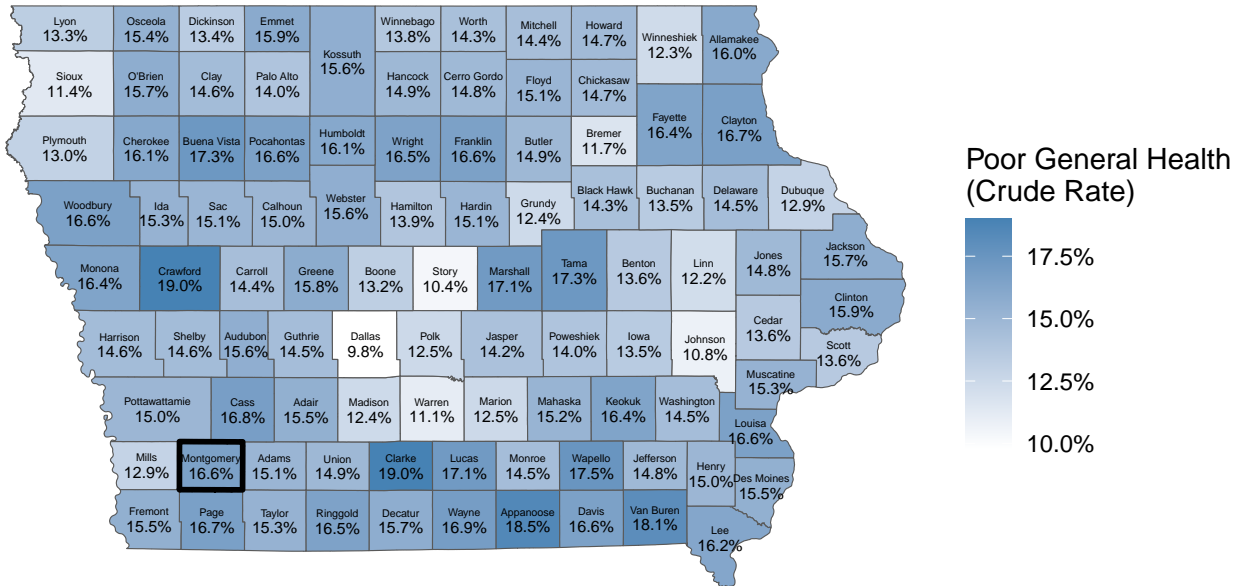 Lyon
13.3%
Osceola
15.4%
Dickinson
13.4%
Emmet
15.9%
Kossuth
15.6%
Winnebago
13.8%
Worth
14.3%
Mitchell
14.4%
Howard
14.7%
Winneshiek
12.3%
Allamakee
16.0%
Sioux
11.4%
O'Brien
15.7%
Clay
14.6%
Palo Alto
14.0%
Hancock
14.9%
Cerro Gordo
14.8%
Floyd
15.1%
Chickasaw
14.7%
Fayette
16.4%
Clayton
16.7%
Plymouth
13.0%
Cherokee
16.1%
Buena Vista
17.3%
Pocahontas
16.6%
Humboldt
16.1%
Wright
16.5%
Franklin
16.6%
Butler
14.9%
Bremer
11.7%
Woodbury
16.6%
Ida
15.3%
Sac
15.1%
Calhoun
15.0%
Webster
15.6%
Hamilton
13.9%
Hardin
15.1%
Grundy
12.4%
Black Hawk
14.3%
Buchanan
13.5%
Delaware
14.5%
Dubuque
12.9%
Monona
16.4%
Crawford
19.0%
Carroll
14.4%
Greene
15.8%
Boone
13.2%
Story
10.4%
Marshall
17.1%
Tama
17.3%
Benton
13.6%
Linn
12.2%
Jones
14.8%
Jackson
15.7%
Clinton
15.9%
Harrison
14.6%
Shelby
14.6%
Audubon
15.6%
Guthrie
14.5%
Dallas
9.8%
Polk
12.5%
Jasper
14.2%
Poweshiek
14.0%
Iowa
13.5%
Johnson
10.8%
Cedar
13.6%
Scott
13.6%
Muscatine
15.3%
Pottawattamie
15.0%
Cass
16.8%
Adair
15.5%
Madison
12.4%
Warren
11.1%
Marion
12.5%
Mahaska
15.2%
Keokuk
16.4%
Washington
14.5%
Louisa
16.6%
Mills
12.9%
Montgomery
16.6%
Adams
15.1%
Union
14.9%
Clarke
19.0%
Lucas
17.1%
Monroe
14.5%
Wapello
17.5%
Jefferson
14.8%
Henry
15.0%
Des Moines
15.5%
Fremont
15.5%
Page
16.7%
Taylor
15.3%
Ringgold
16.5%
Decatur
15.7%
Wayne
16.9%
Appanoose
18.5%
Davis
16.6%
Van Buren
18.1%
Lee
16.2%
Poor General Health
(Crude Rate)
17.5%
15.0%
12.5%
10.0%